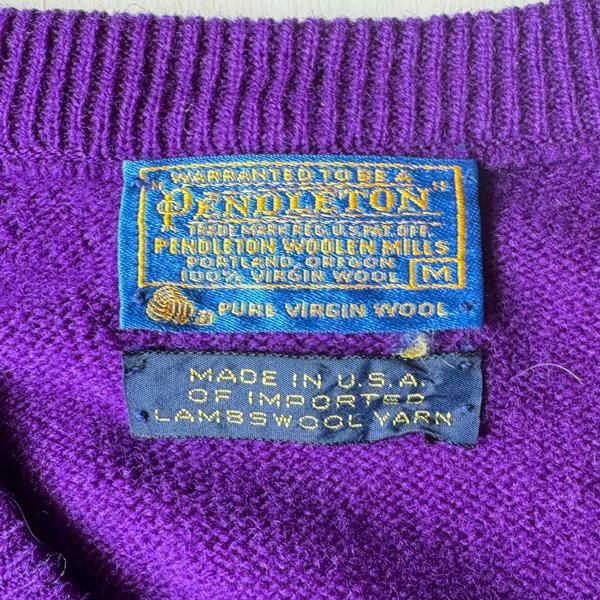 WARRANTED TO BE A
"PENDLETON"
TRADE MARK REG. U.S. PAT. OFF.
PENDLETON WOOLEN MILLS
PORTLAND, OREGON
100% VIRGIN WOOL M
PURE VIRGIN WOOL
MADE IN U.S.A.
OF IMPORTED
LAMBSWOOL YARN